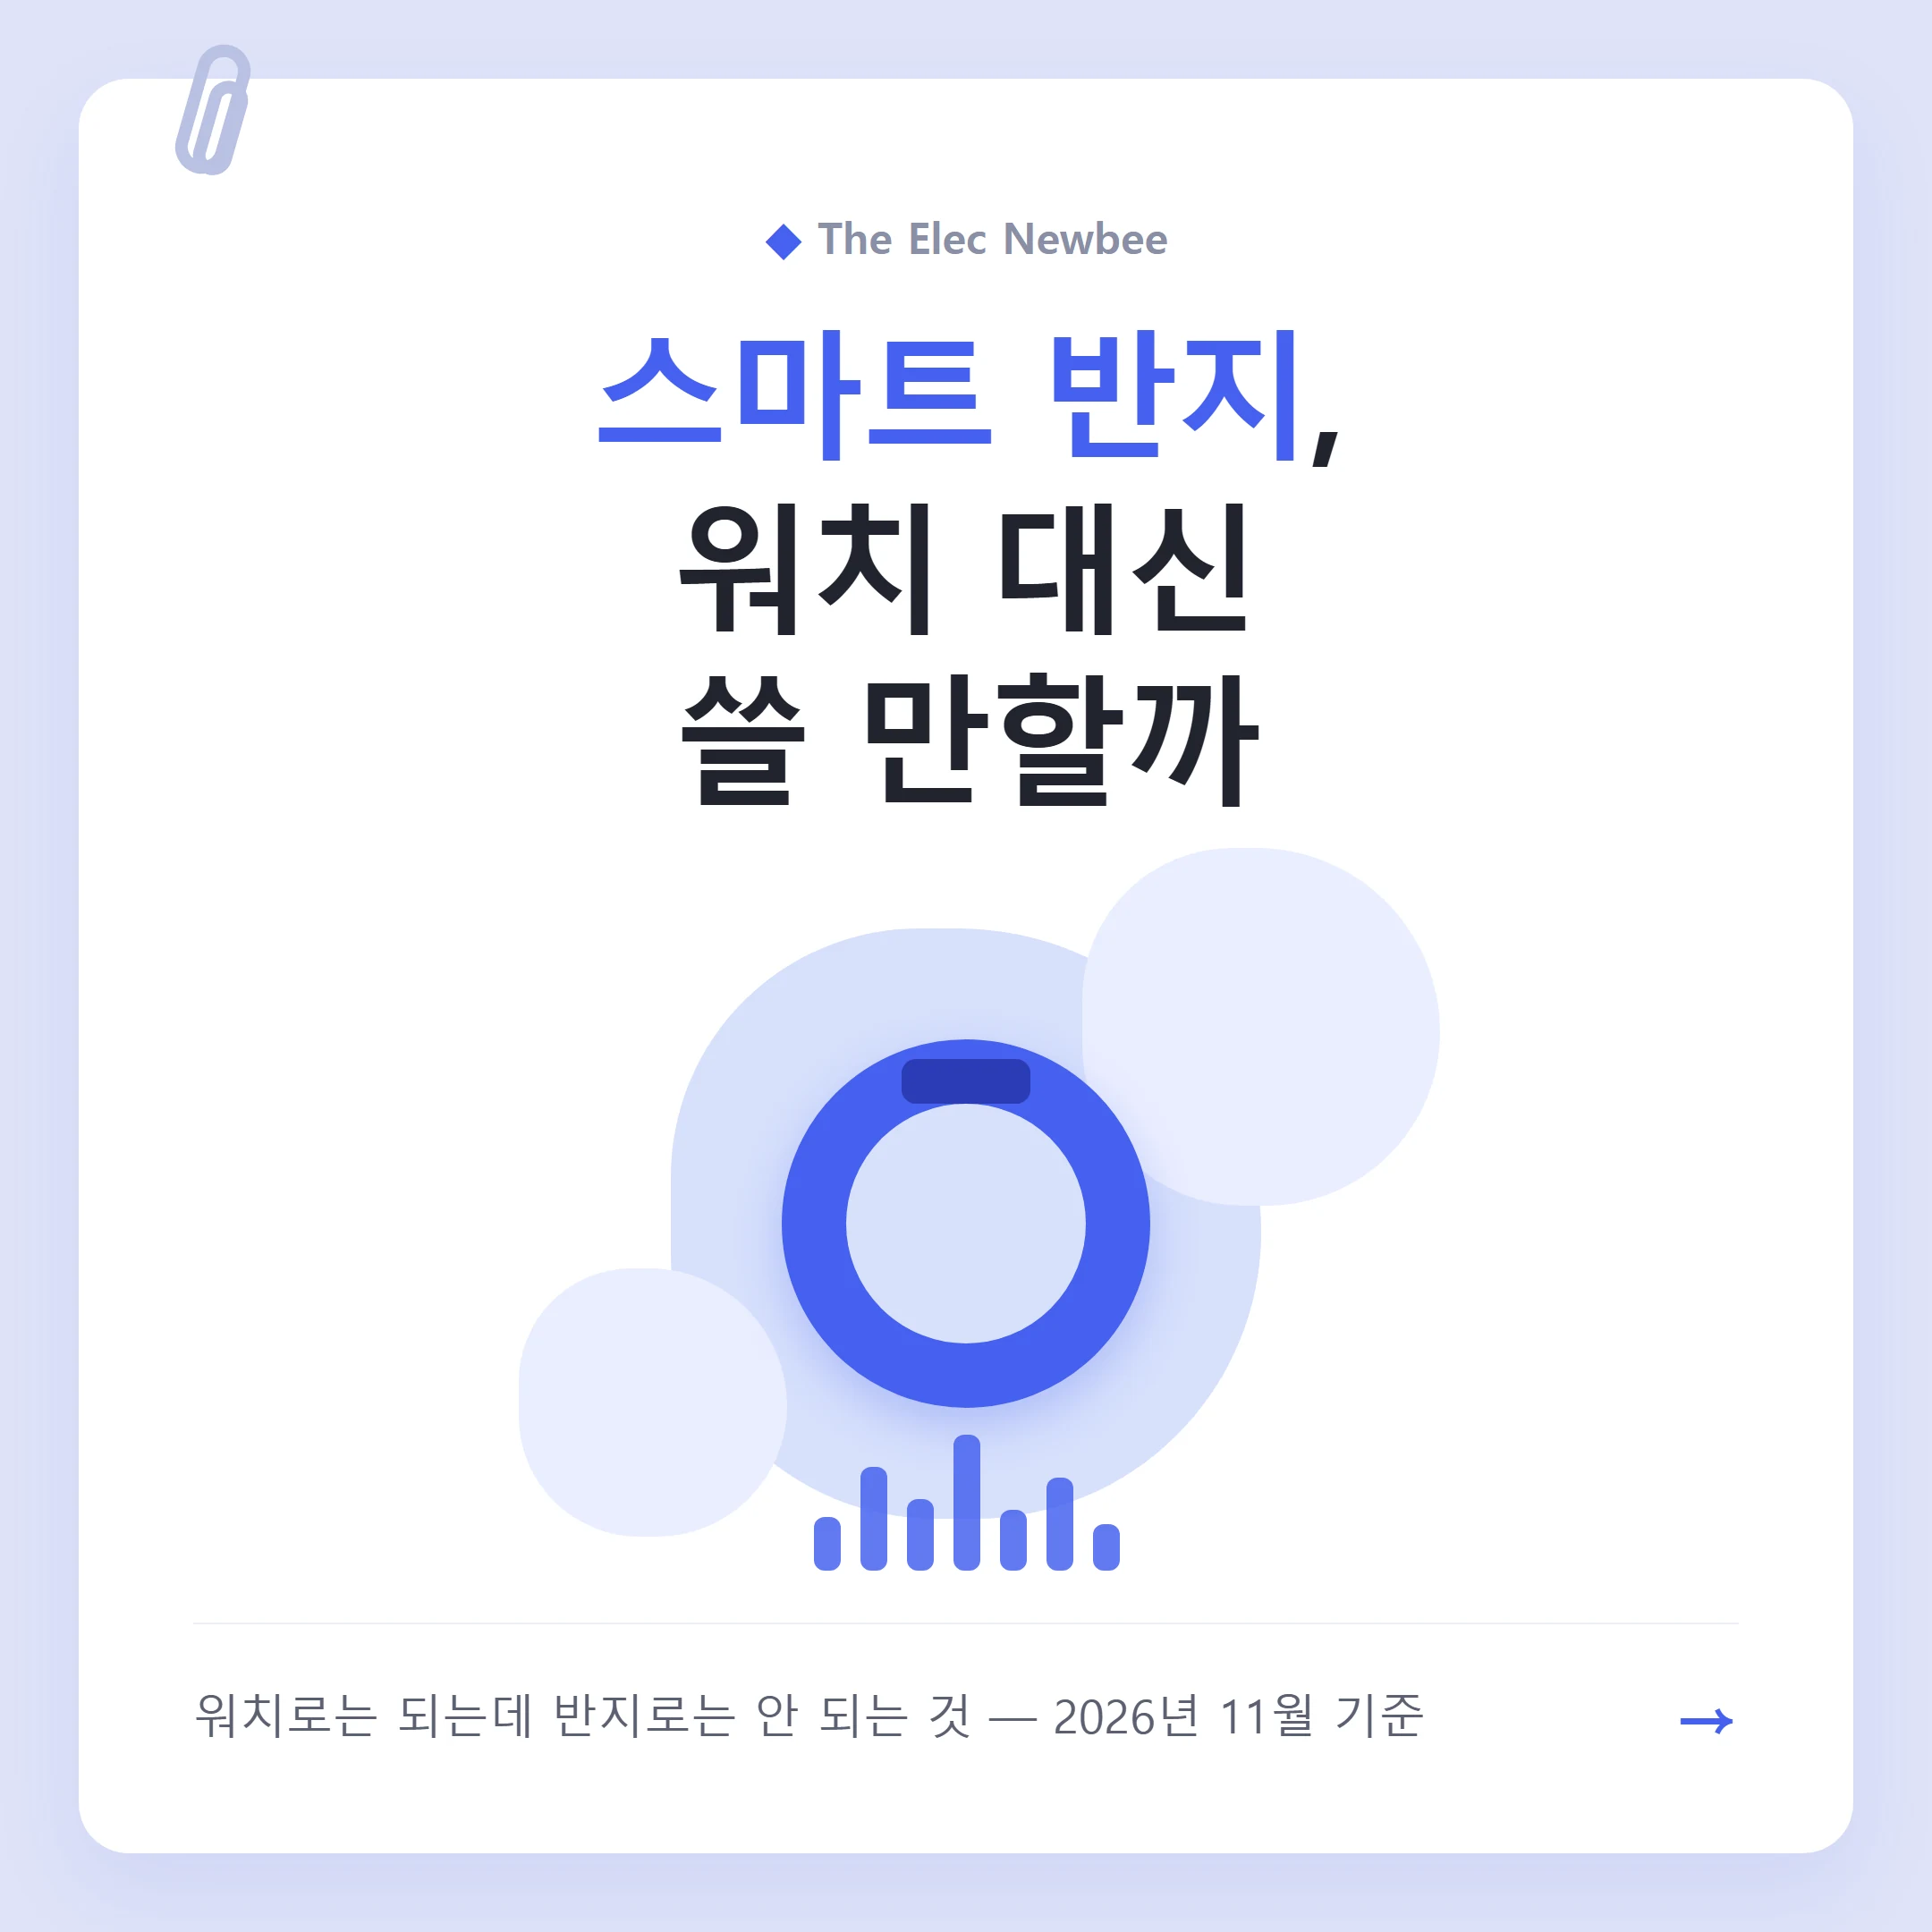 The Elec Newbee
스마트 반지,
워치 대신
쓸 만할까
워치로는 되는데 반지로는 안 되는 것 — 2026년 11월 기준 →